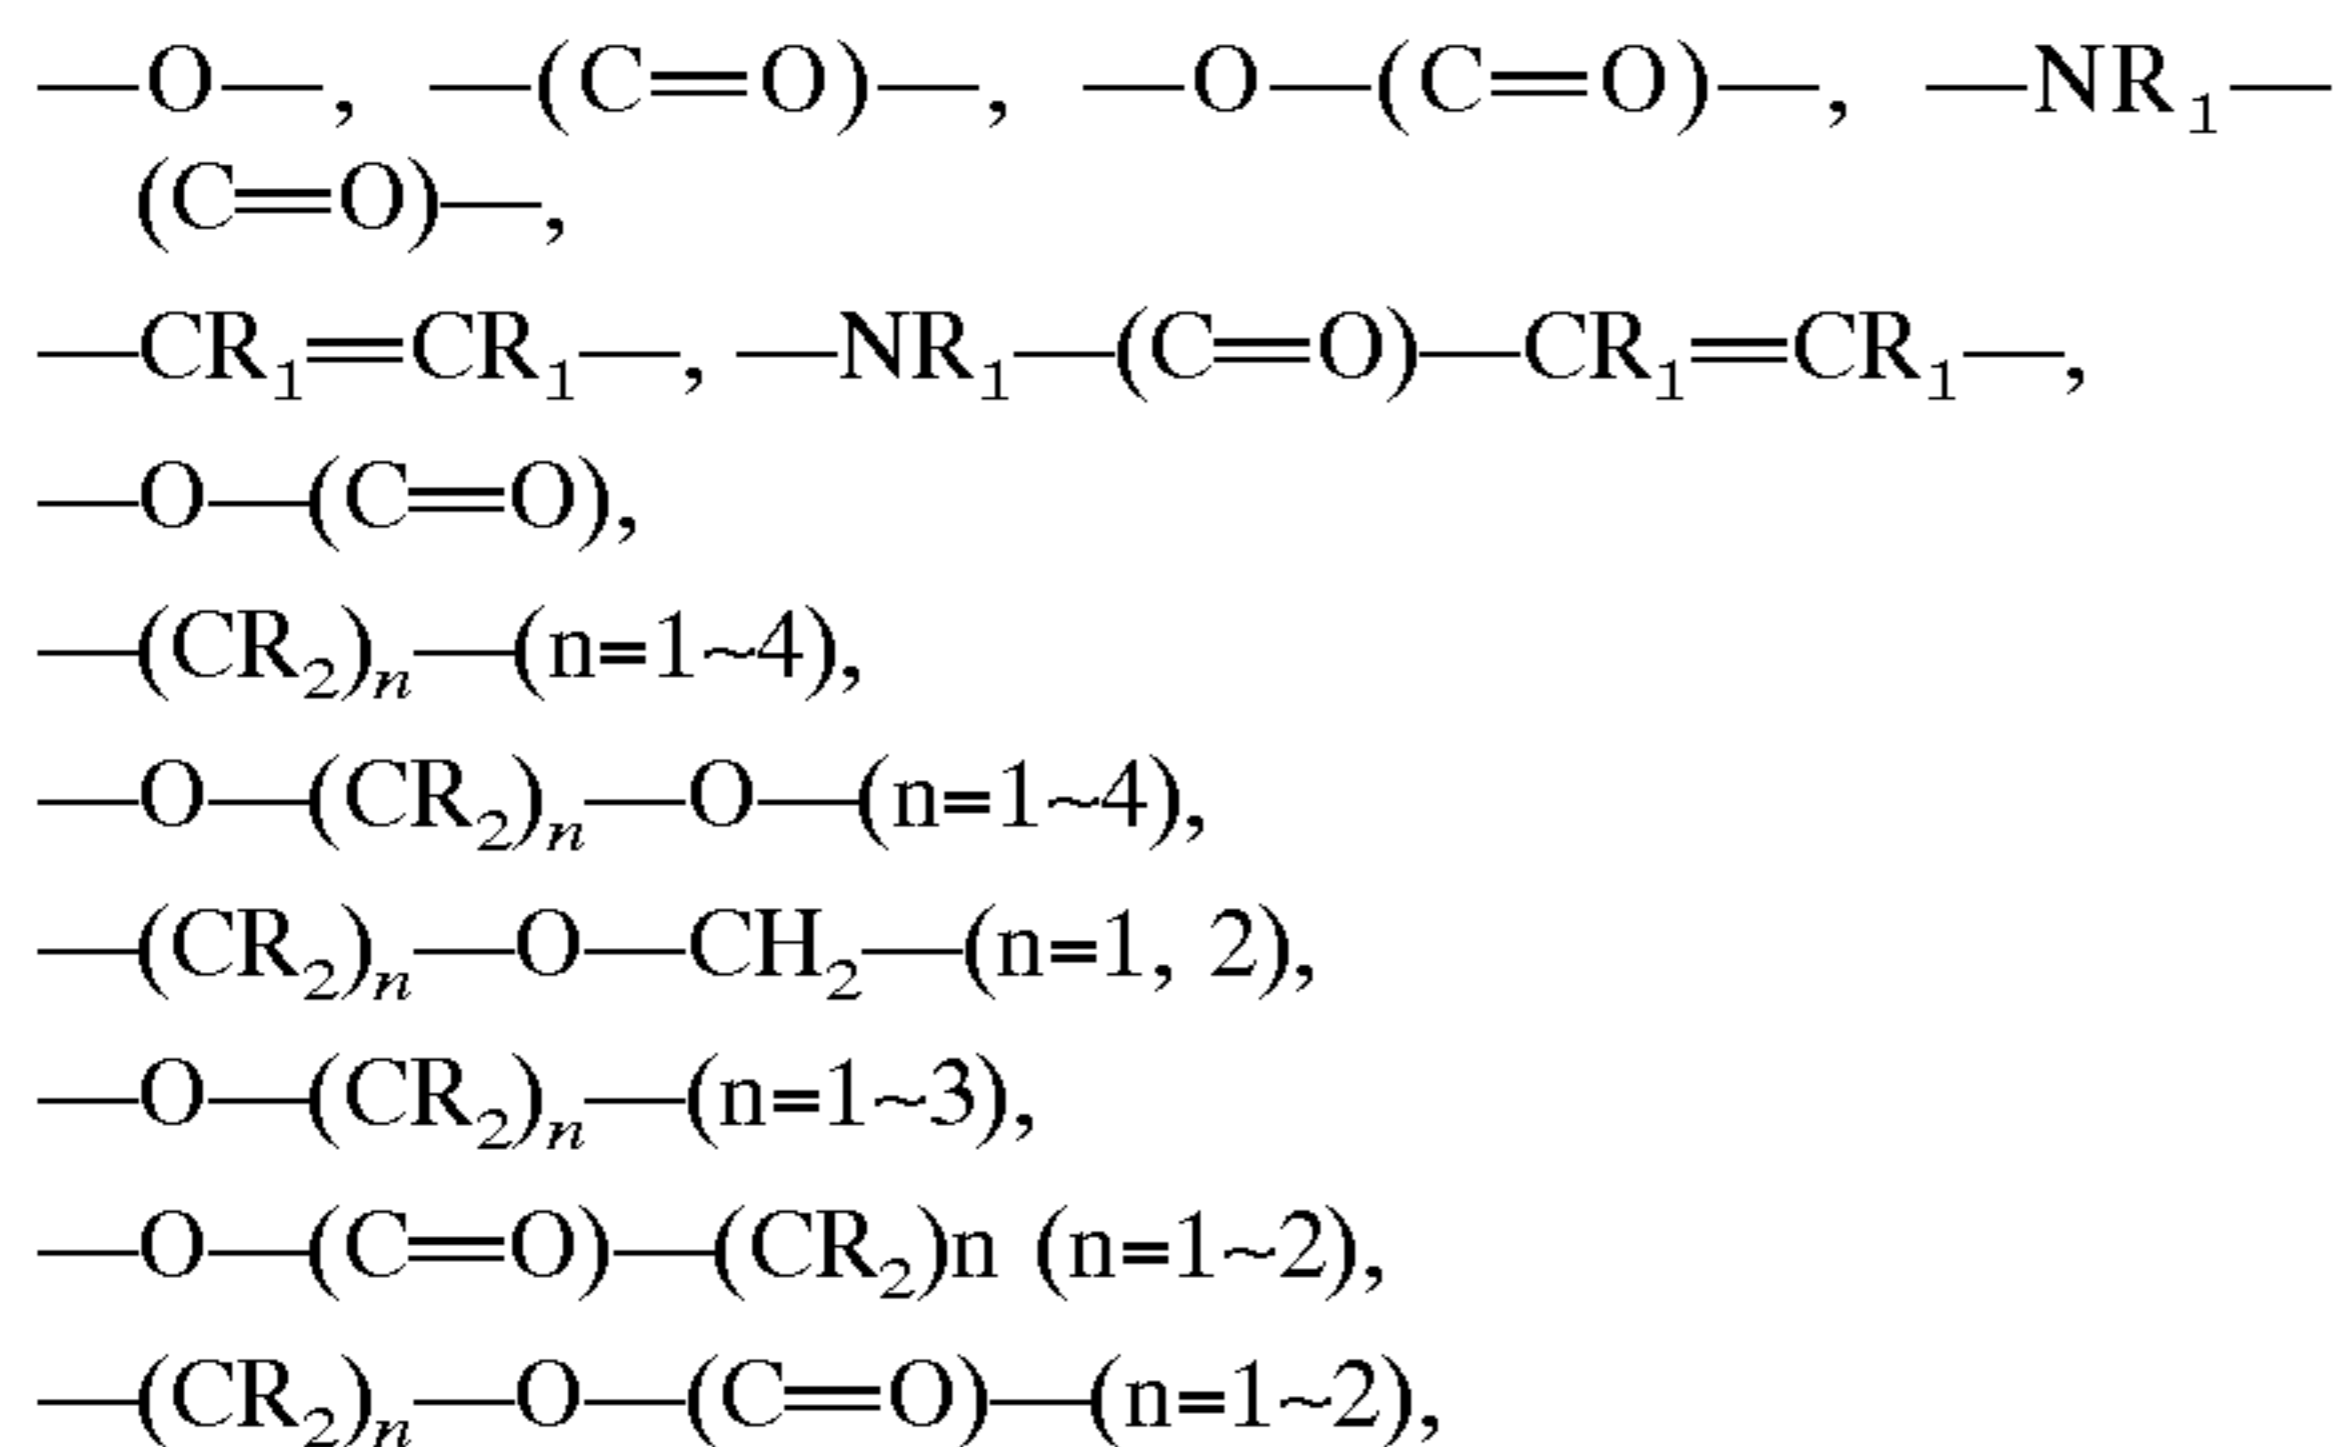 —O—, —(C=O)—, —O—(C=O)—, —NR₁—
(C=O)—,
—CR₁=CR₁—, —NR₁—(C=O)—CR₁=CR₁—,
—O—(C=O),
—(CR₂)ₙ—(n=1~4),
—O—(CR₂)ₙ—O—(n=1~4),
—(CR₂)ₙ—O—CH₂—(n=1, 2),
—O—(CR₂)ₙ—(n=1~3),
—O—(C=O)—(CR₂)n (n=1~2),
—(CR₂)ₙ—O—(C=O)—(n=1~2),